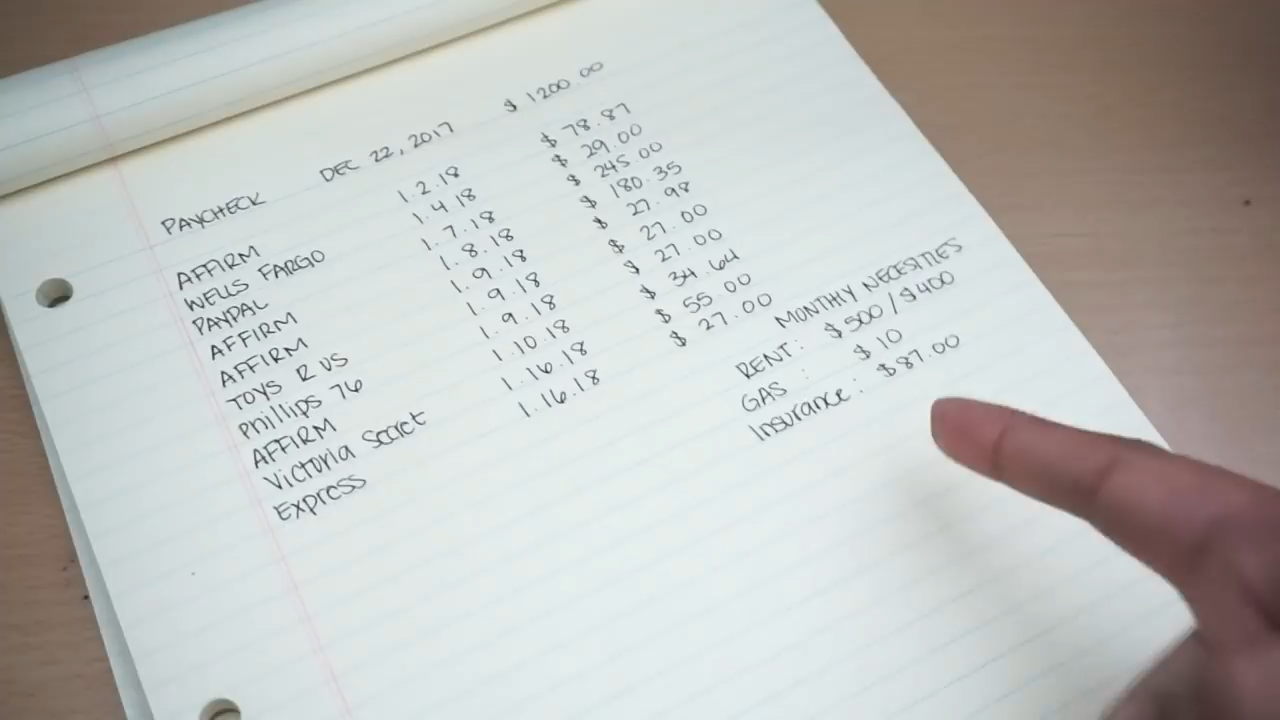 PAYCHECK DEC 22, 2017 $ 1200.00
AFFIRM 1.2.18 $ 78.87
WELLS FARGO 1.4.18 $ 29.00
PAYPAL 1.7.18 $ 245.00
AFFIRM 1.8.18 $ 180.35
AFFIRM 1.9.18 $ 27.98
TOYS R US 1.9.18 $ 27.00
Phillips 76 1.9.18 $ 27.00
AFFIRM 1.10.18 $ 34.64
Victoria Secret 1.16.18 $ 55.00
Express 1.16.18 $ 27.00
MONTHLY NECESITIES
RENT: $500/$400
GAS : $10
Insurance: $87.00